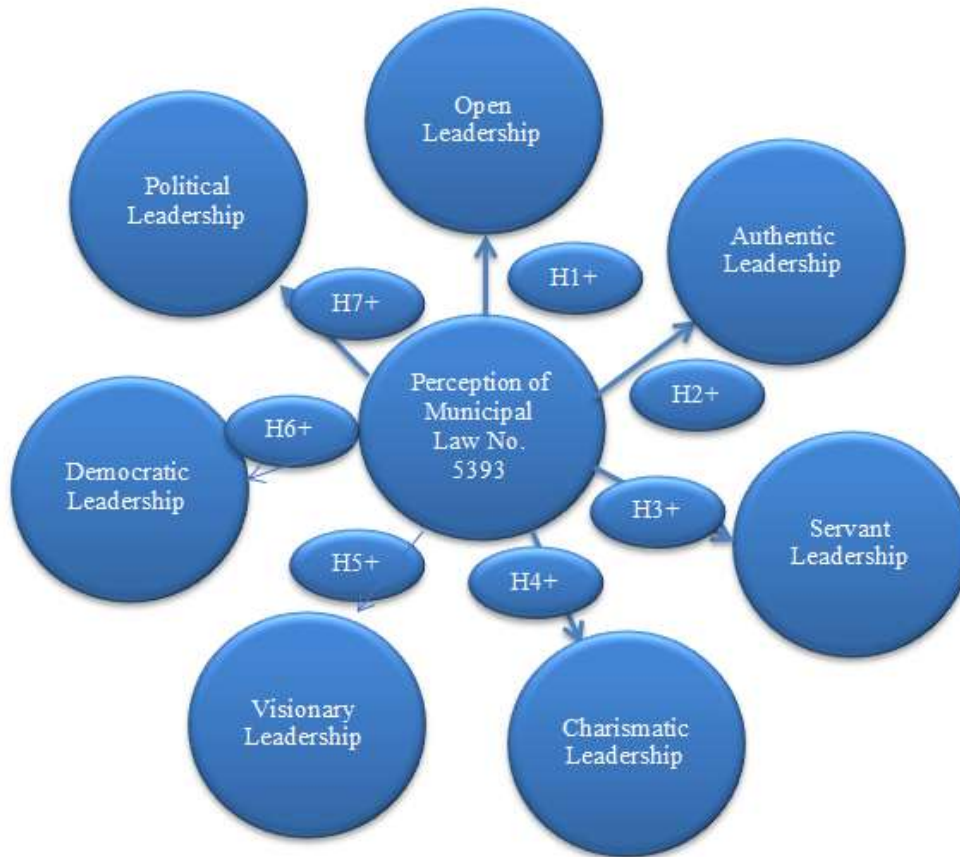 Open
Leadership
Political
Leadership
Authentic
Leadership
H1+
H7+
Perception of
Municipal
Law No.
5393
H2+
H6+
Democratic
Leadership
H3+
Servant
Leadership
H5+
H4+
Visionary
Leadership
Charismatic
Leadership